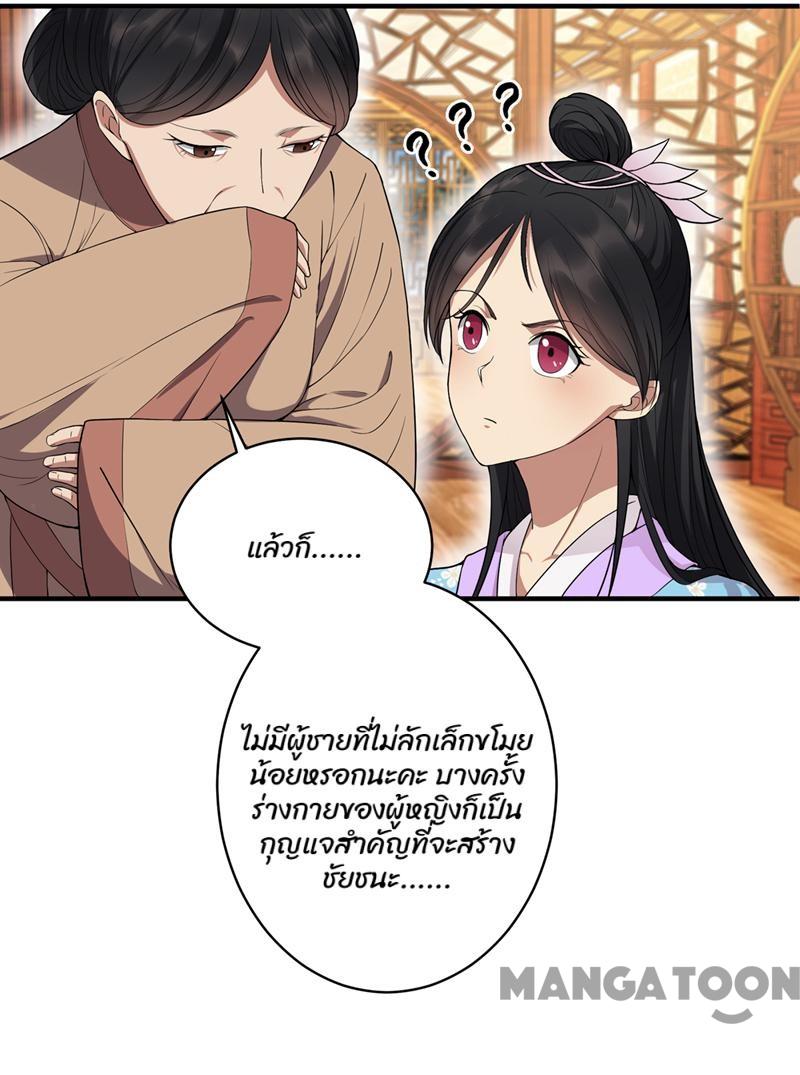 ? ? ?
แล้วก็......
ไม่มีผู้ชายที่ไม่ลักเล็กขโมย
น้อยหรอกนะคะ บางครั้ง
ร่างกายของผู้หญิงก็เป็น
กุญแจสำคัญที่จะสร้าง
ชัยชนะ......
MANGATOON